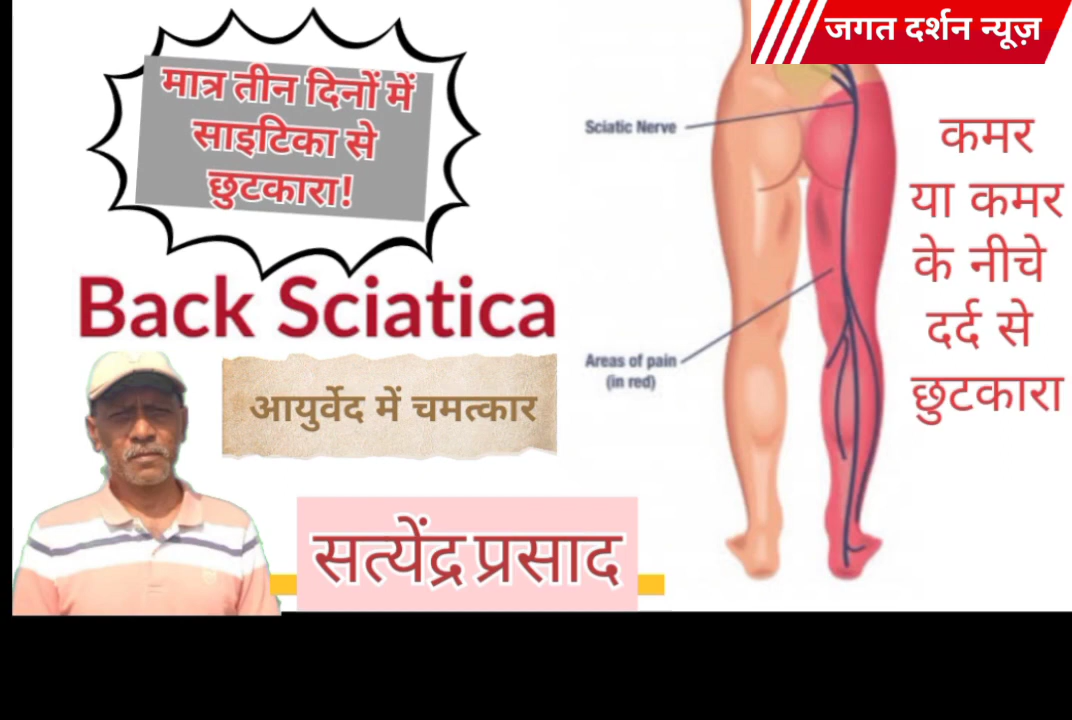 जगत दर्शन न्यूज़
मात्र तीन दिनों में
साइटिका से
छुटकारा!
Back Sciatica
आयुर्वेद में चमत्कार
सत्येंद्र प्रसाद
Sciatic Nerve
Areas of pain
(in red)
कमर
या कमर
के नीचे
दर्द से
छुटकारा